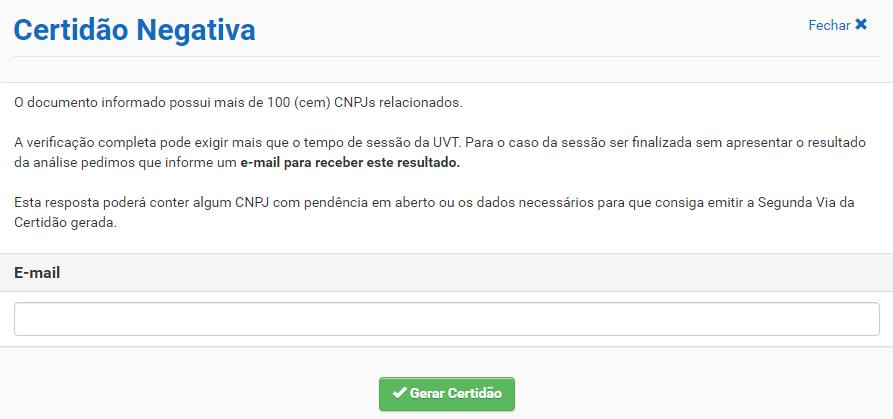 Certidão Negativa
Fechar ✖
O documento informado possui mais de 100 (cem) CNPJs relacionados.
A verificação completa pode exigir mais que o tempo de sessão da UVT. Para o caso da sessão ser finalizada sem apresentar o resultado
da análise pedimos que informe um e-mail para receber este resultado.
Esta resposta poderá conter algum CNPJ com pendência em aberto ou os dados necessários para que consiga emitir a Segunda Via da
Certidão gerada.
E-mail
✔ Gerar Certidão